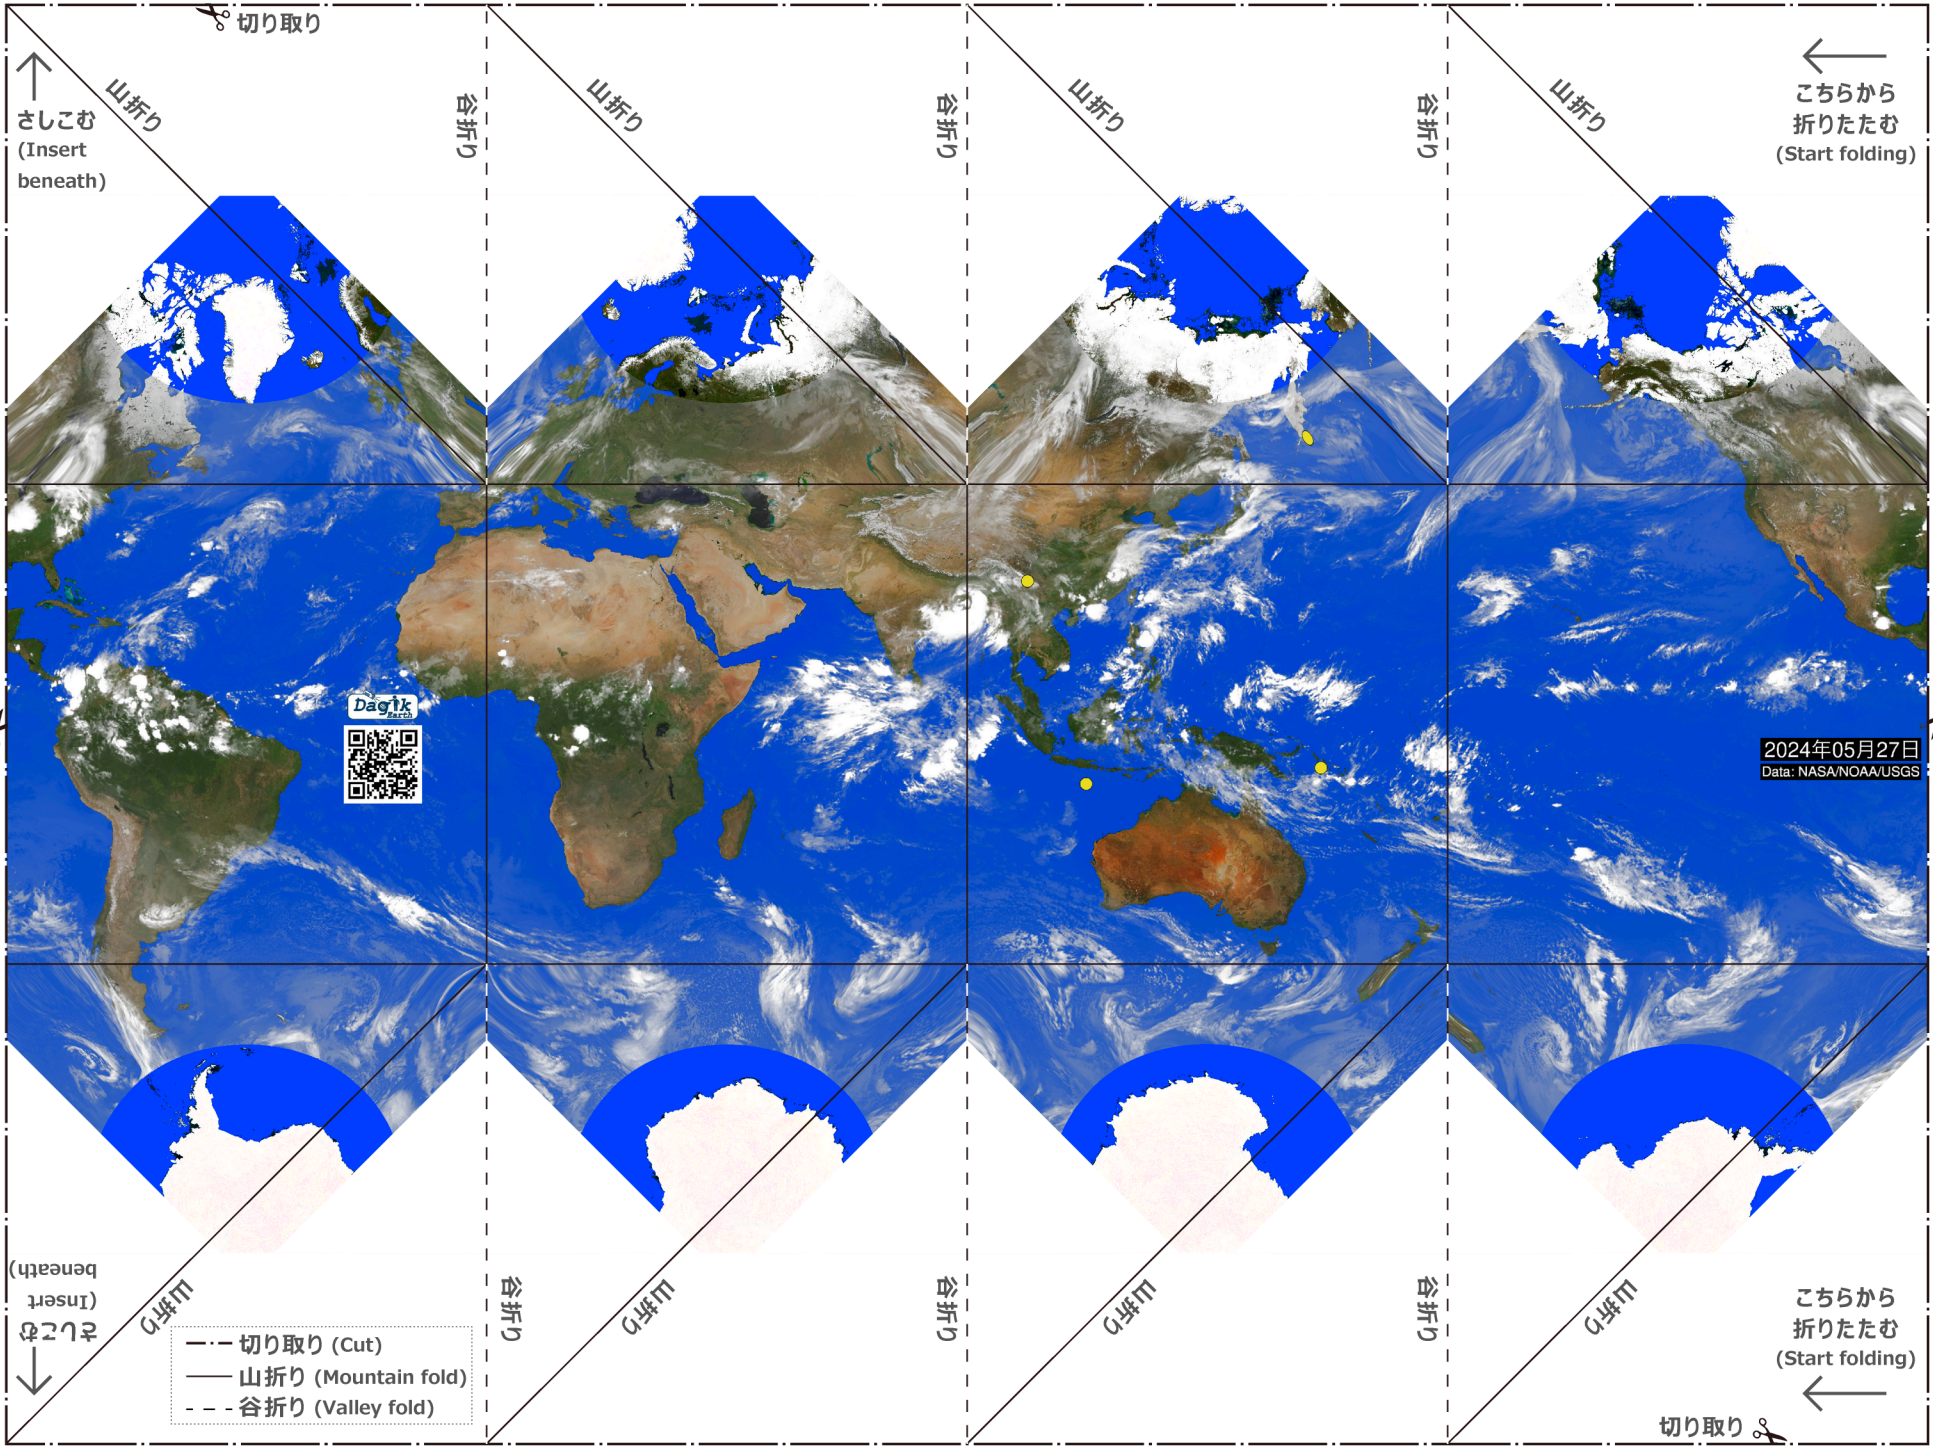 切り取り
山折り
谷折り
山折り
谷折り
山折り
谷折り
山折り
さしこむ
(Insert
beneath)
こちらから
折りたたむ
(Start folding)
Dagik
Earth
2024年05月27日
Data: NASA/NOAA/USGS
さしこむ
(Insert
beneath)
山折り
谷折り
山折り
谷折り
山折り
谷折り
山折り
こちらから
折りたたむ
(Start folding)
切り取り (Cut)
山折り (Mountain fold)
谷折り (Valley fold)
切り取り